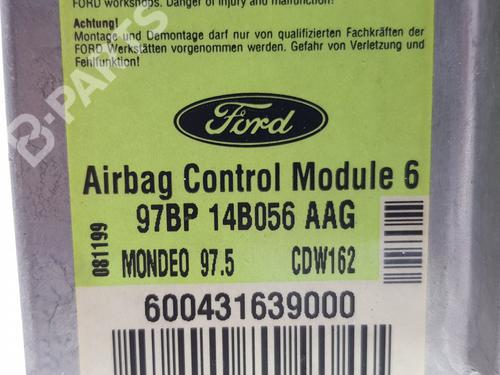 FORD workshops. Danger of injury and malfunction!
Achtung!
Montage und Demontage darf nur von qualifizierten Fachkräften der
FORD Werkstätten vorgenommen werden. Gefahr von Verletzung und
Fehlfunktion!
Ford
Airbag Control Module 6
97BP 14B056 AAG
081199
MONDEO 97.5 CDW162
600431639000
B-PARTS